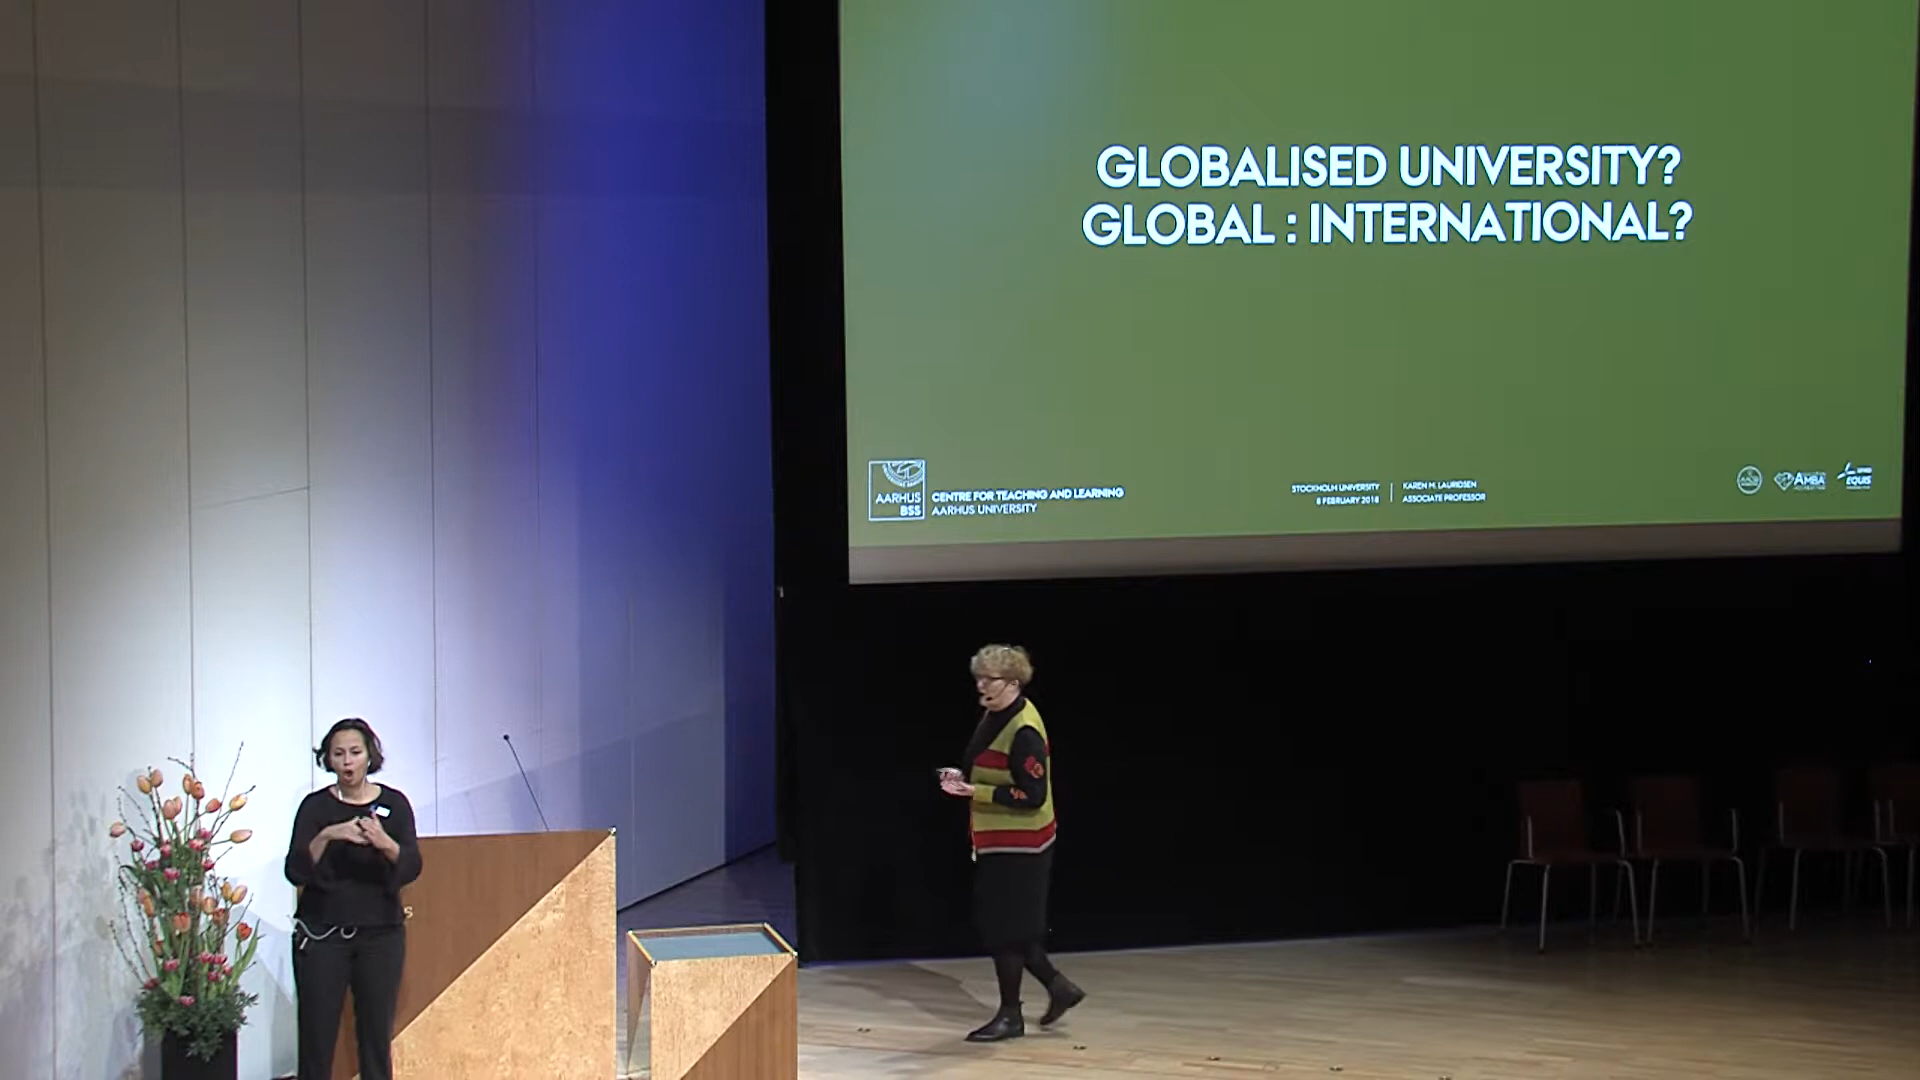 GLOBALISED UNIVERSITY?
GLOBAL : INTERNATIONAL?
AARHUS
BSS
CENTRE FOR TEACHING AND LEARNING
AARHUS UNIVERSITY
STOCKHOLM UNIVERSITY
8 FEBRUARY 2018
KAREN M. LAURIDSEN
ASSOCIATE PROFESSOR
AMBA
EQUIS